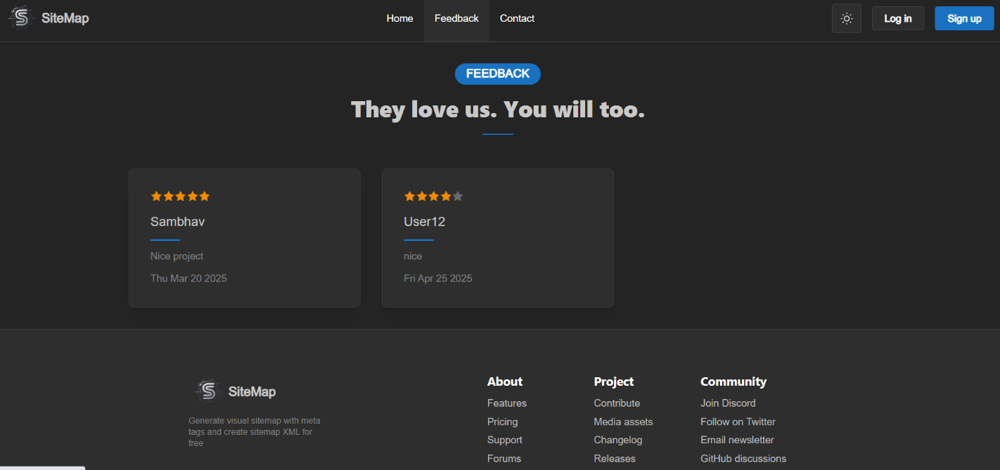 SiteMap
Home Feedback Contact
Log in Sign up
FEEDBACK
They love us. You will too.
Sambhav
Nice project
Thu Mar 20 2025
User12
nice
Fri Apr 25 2025
SiteMap
Generate visual sitemap with meta
tags and create sitemap XML for
free
About
Features
Pricing
Support
Forums
Project
Contribute
Media assets
Changelog
Releases
Community
Join Discord
Follow on Twitter
Email newsletter
GitHub discussions